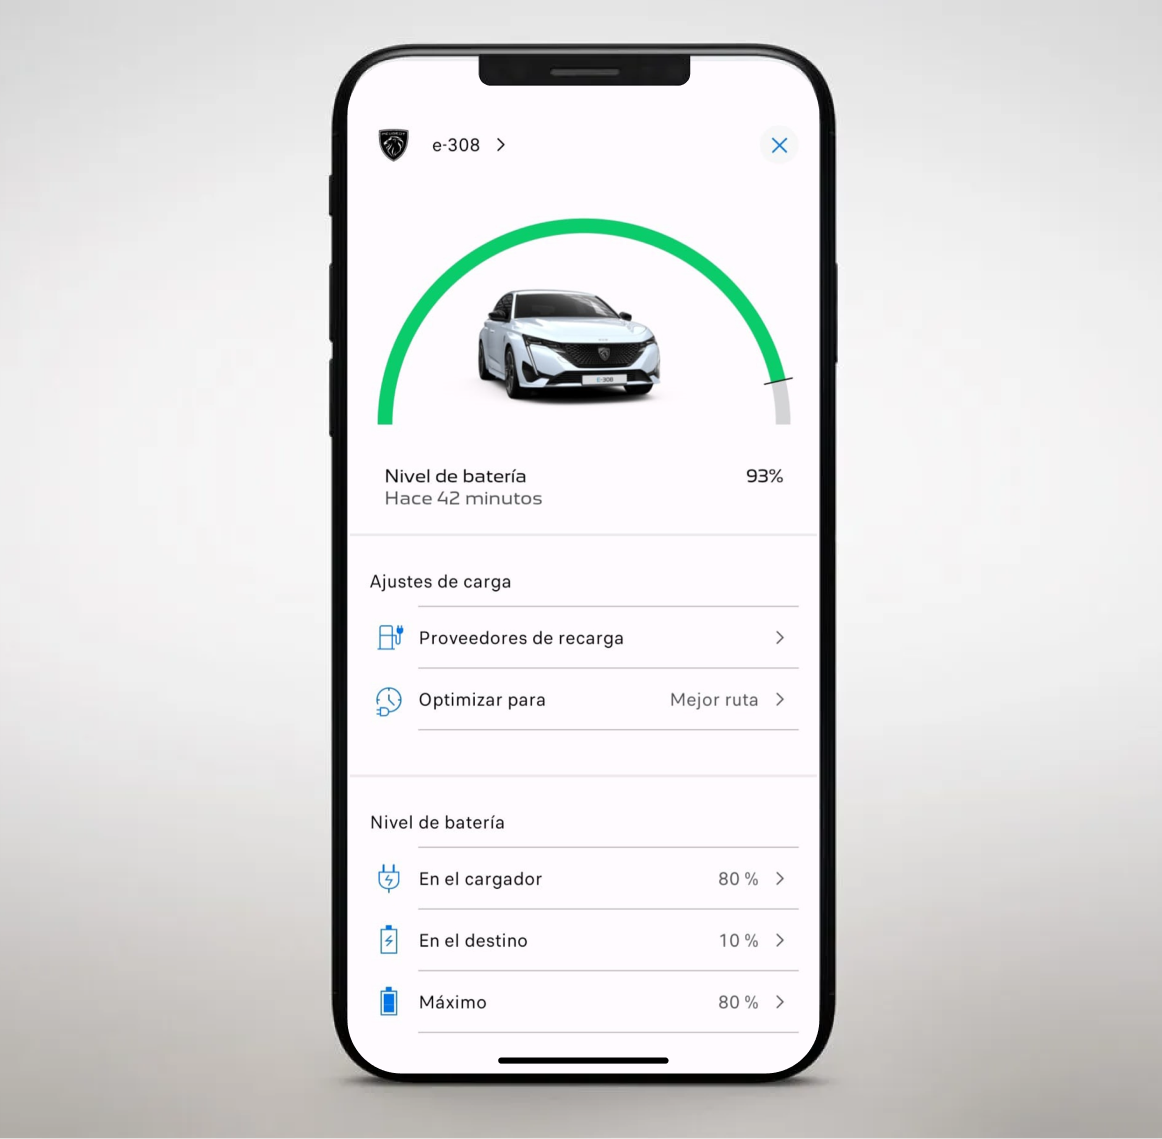 e-308
E-308
Nivel de batería 93%
Hace 42 minutos
Ajustes de carga
Proveedores de recarga
Optimizar para Mejor ruta
Nivel de batería
En el cargador 80 %
En el destino 10 %
Máximo 80 %